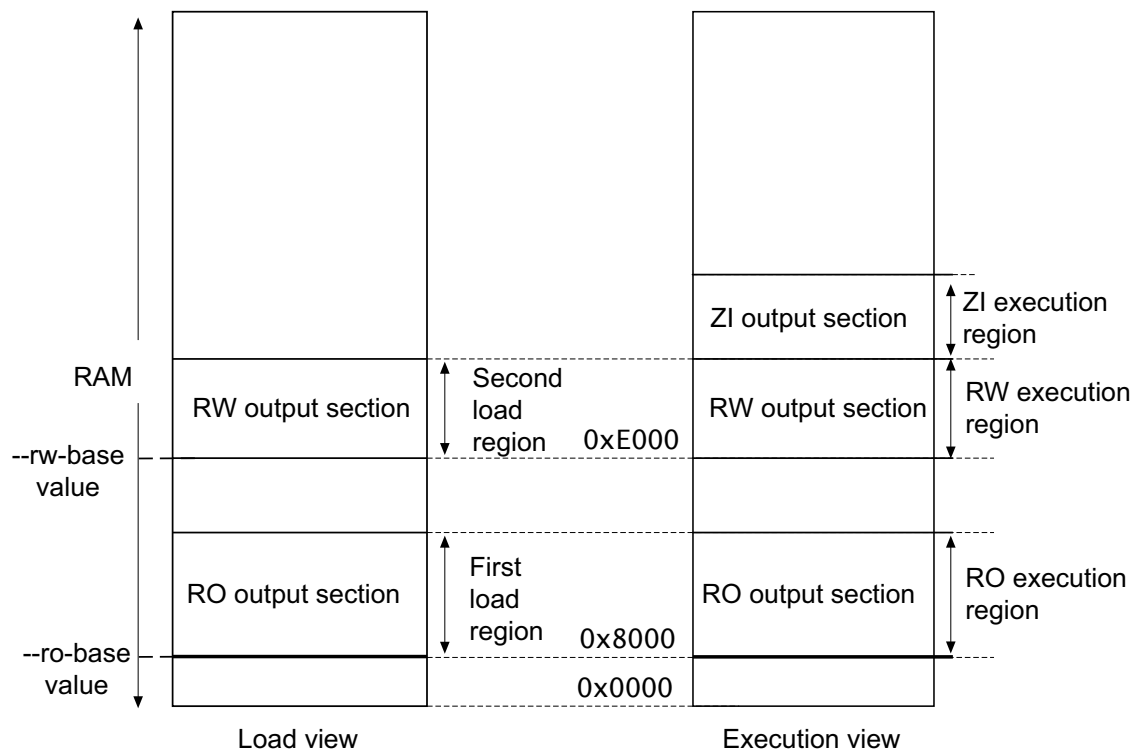 ZI output section
ZI execution
region
RAM
RW output section
Second
load
region
0xE000
RW output section
RW execution
region
--rw-base
value
RO output section
First
load
region
0x8000
RO output section
RO execution
region
--ro-base
value
0x0000
Load view
Execution view